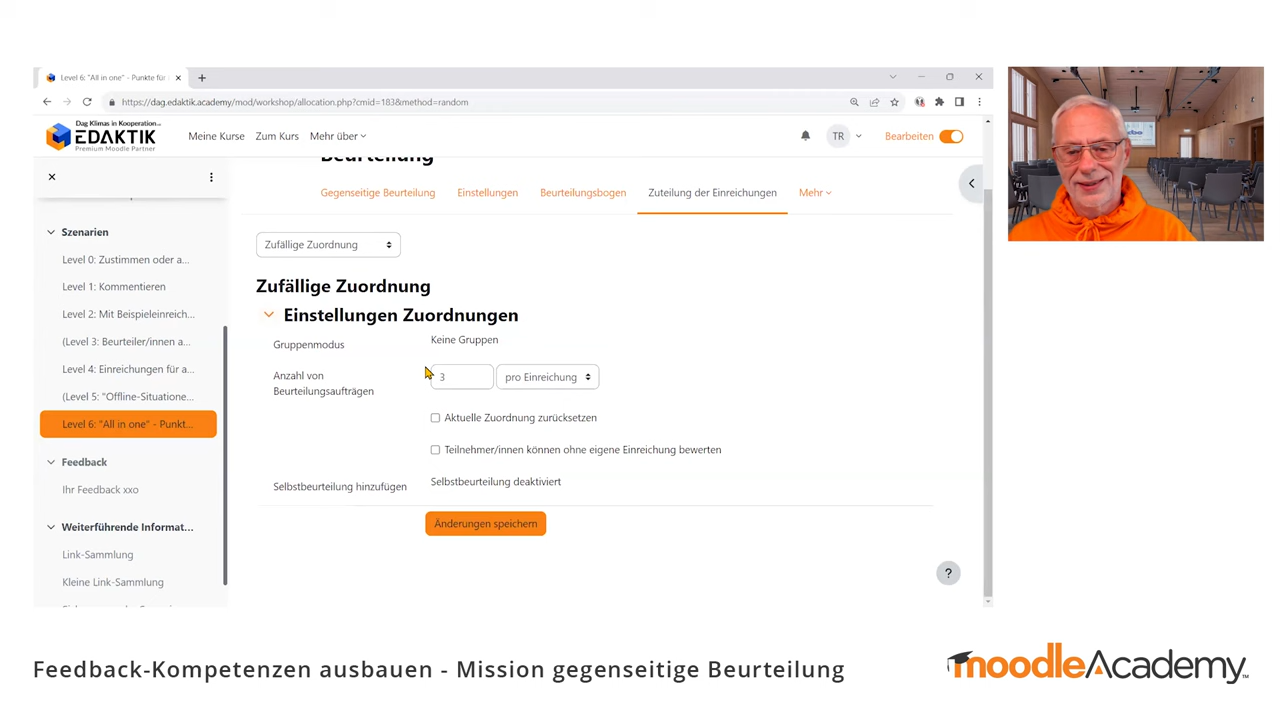 Level 6: "All in one" - Punkte für
https://dag.edaktik.academy/mod/workshop/allocation.php?cmid=183&method=random
Dag Klimas in Kooperation...
EDAKTIK
Premium Moodle Partner
Meine Kurse
Zum Kurs
Mehr über
TR
Bearbeiten
Beurteilung
Gegenseitige Beurteilung
Einstellungen
Beurteilungsbogen
Zuteilung der Einreichungen
Mehr
Szenarien
Level 0: Zustimmen oder a...
Level 1: Kommentieren
Level 2: Mit Beispieleinreich...
(Level 3: Beurteiler/innen a...
Level 4: Einreichungen für a...
(Level 5: "Offline-Situatione...
Level 6: "All in one" - Punkt...
Feedback
Ihr Feedback xxo
Weiterführende Informat...
Link-Sammlung
Kleine Link-Sammlung
Zufällige Zuordnung
Zufällige Zuordnung
Einstellungen Zuordnungen
Gruppenmodus
Keine Gruppen
Anzahl von
Beurteilungsaufträgen
3
pro Einreichung
Aktuelle Zuordnung zurücksetzen
Teilnehmer/innen können ohne eigene Einreichung bewerten
Selbstbeurteilung hinzufügen
Selbstbeurteilung deaktiviert
Änderungen speichern
?
Feedback-Kompetenzen ausbauen - Mission gegenseitige Beurteilung
moodleAcademy™